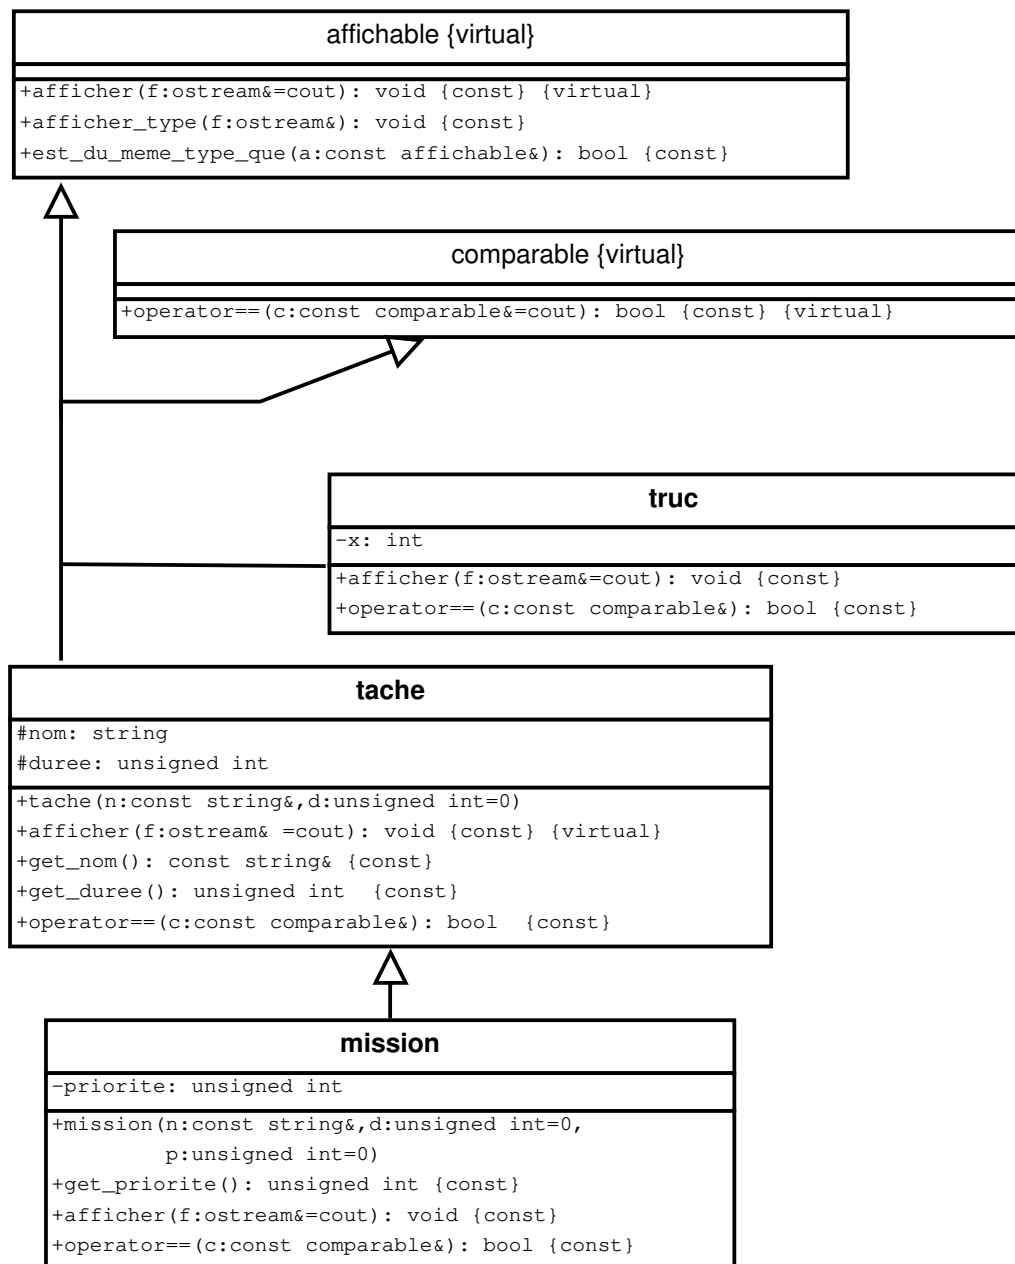 affichable {virtual}
+afficher(f:ostream&=cout): void {const} {virtual}
+afficher_type(f:ostream&): void {const}
+est_du_meme_type_que(a:const affichable&): bool {const}
comparable {virtual}
+operator==(c:const comparable&=cout): bool {const} {virtual}
truc
-x: int
+afficher(f:ostream&=cout): void {const}
+operator==(c:const comparable&): bool {const}
tache
#nom: string
#duree: unsigned int
+tache(n:const string&,d:unsigned int=0)
+afficher(f:ostream& =cout): void {const} {virtual}
+get_nom(): const string& {const}
+get_duree(): unsigned int  {const}
+operator==(c:const comparable&): bool  {const}
mission
-priorite: unsigned int
+mission(n:const string&,d:unsigned int=0,
p:unsigned int=0)
+get_priorite(): unsigned int {const}
+afficher(f:ostream&=cout): void {const}
+operator==(c:const comparable&): bool {const}